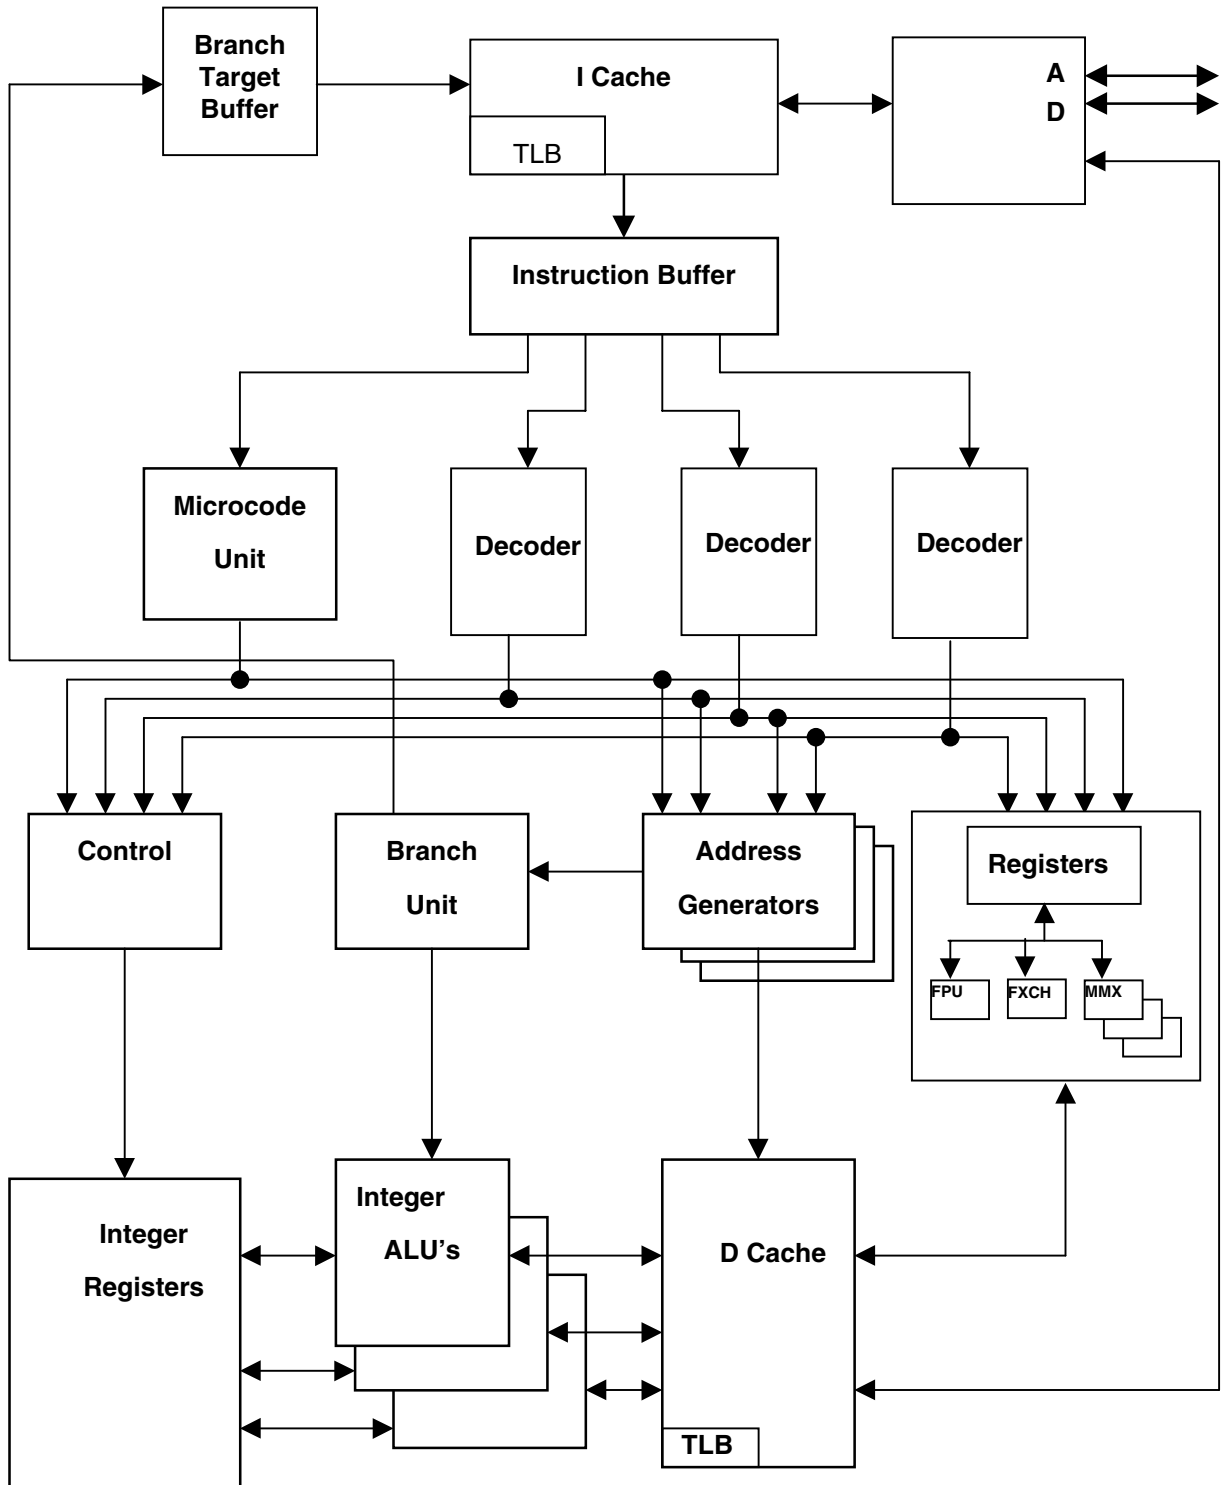 Branch
Target
Buffer
I Cache
TLB
A
D
Instruction Buffer
Microcode
Unit
Decoder
Decoder
Decoder
Control
Branch
Unit
Address
Generators
Registers
FPU
FXCH
MMX
Integer
Registers
Integer
ALU's
D Cache
TLB